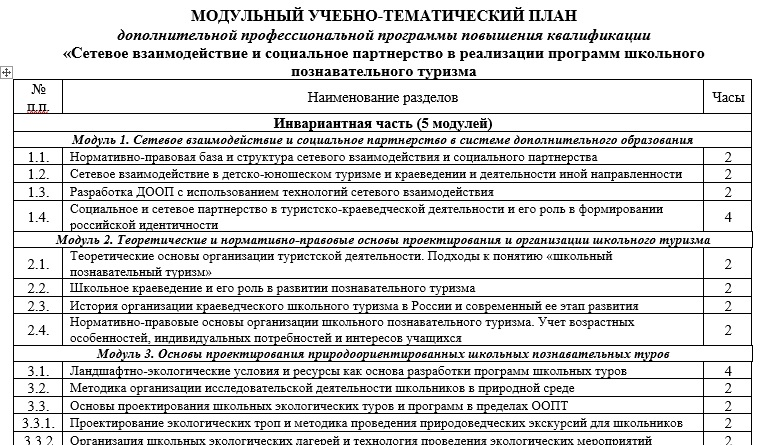 МОДУЛЬНЫЙ УЧЕБНО-ТЕМАТИЧЕСКИЙ ПЛАН
дополнительной профессиональной программы повышения квалификации
«Сетевое взаимодействие и социальное партнерство в реализации программ школьного
познавательного туризма
№
п.п.
Наименование разделов
Часы
Инвариантная часть (5 модулей)
Модуль 1. Сетевое взаимодействие и социальное партнерство в системе дополнительного образования
1.1. Нормативно-правовая база и структура сетевого взаимодействия и социального партнерства 2
1.2. Сетевое взаимодействие в детско-юношеском туризме и краеведении и деятельности иной направленности 2
1.3. Разработка ДООП с использованием технологий сетевого взаимодействия 2
1.4. Социальное и сетевое партнерство в туристско-краеведческой деятельности и его роль в формировании
российской идентичности 4
Модуль 2. Теоретические и нормативно-правовые основы проектирования и организации школьного туризма
2.1. Теоретические основы организации туристской деятельности. Подходы к понятию «школьный
познавательный туризм» 2
2.2. Школьное краеведение и его роль в развитии познавательного туризма 2
2.3. История организации краеведческого школьного туризма в России и современный ее этап развития 2
2.4. Нормативно-правовые основы организации школьного познавательного туризма. Учет возрастных
особенностей, индивидуальных потребностей и интересов учащихся 2
Модуль 3. Основы проектирования природоориентированных школьных познавательных туров
3.1. Ландшафтно-экологические условия и ресурсы как основа разработки программ школьных туров 4
3.2. Методика организации исследовательской деятельности школьников в природной среде 2
3.3. Основы проектирования школьных экологических туров и программ в пределах ООПТ 2
3.3.1. Проектирование экологических троп и методика проведения природоведческих экскурсий для школьников 2
3.3.2. Организация школьных экологических лагерей и технология проведения экологических мероприятий 2